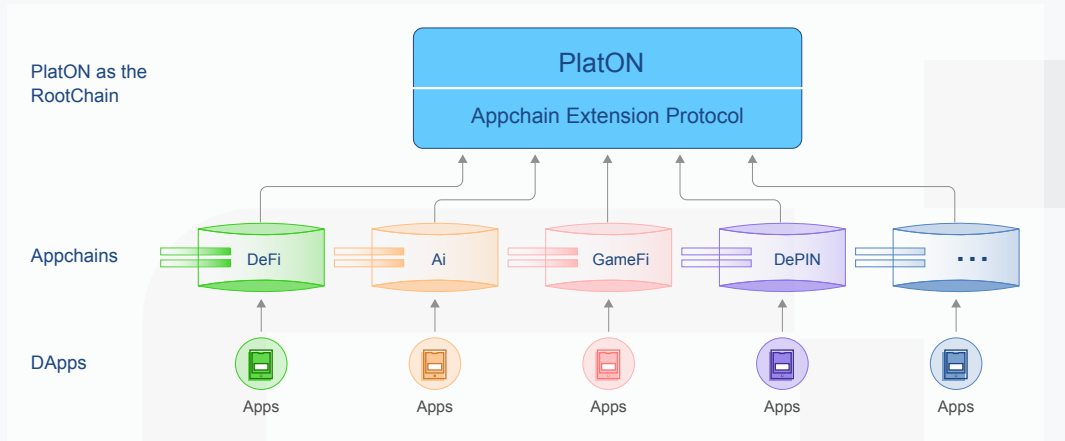 PlatON as the
RootChain
PlatON
Appchain Extension Protocol
Appchains
DeFi
Ai
GameFi
DePIN
...
DApps
Apps
Apps
Apps
Apps
Apps